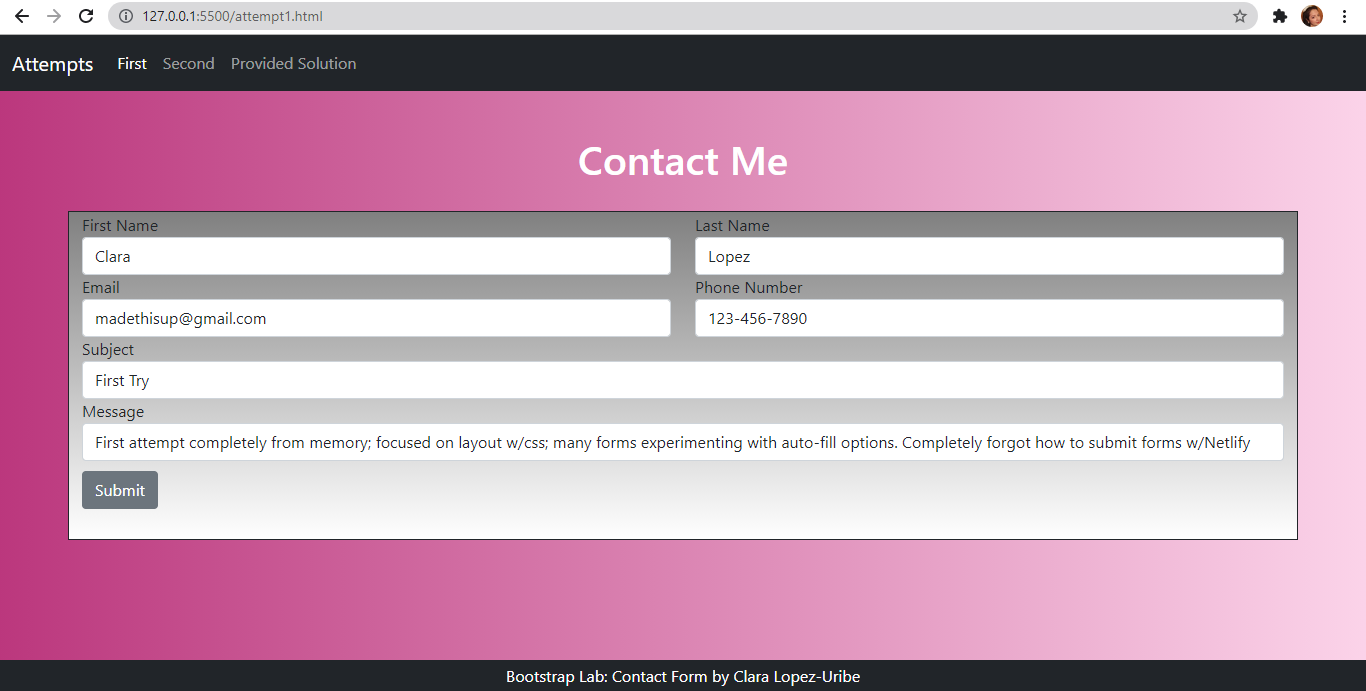 127.0.0.1:5500/attempt1.html
Attempts First Second Provided Solution
Contact Me
First Name Last Name
Clara Lopez
Email Phone Number
madethisup@gmail.com 123-456-7890
Subject
First Try
Message
First attempt completely from memory; focused on layout w/css; many forms experimenting with auto-fill options. Completely forgot how to submit forms w/Netlify
Submit
Bootstrap Lab: Contact Form by Clara Lopez-Uribe